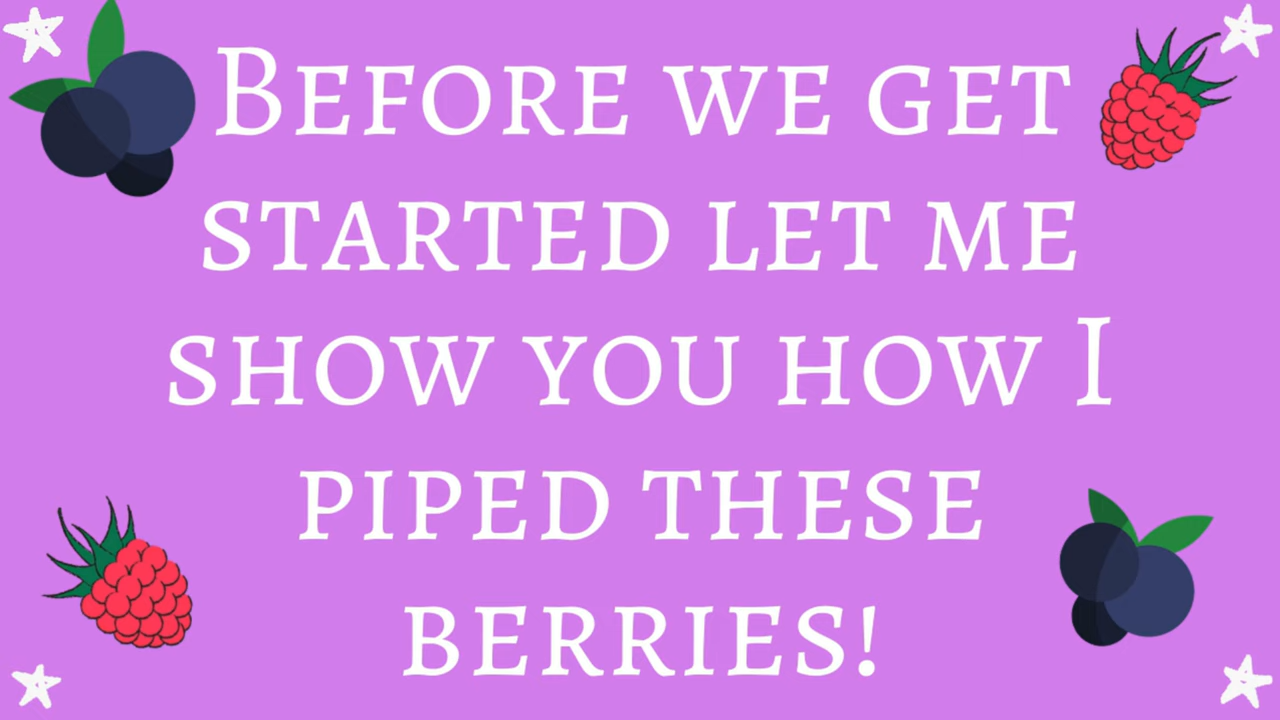 Before we get
started let me
show you how I
piped these
berries!